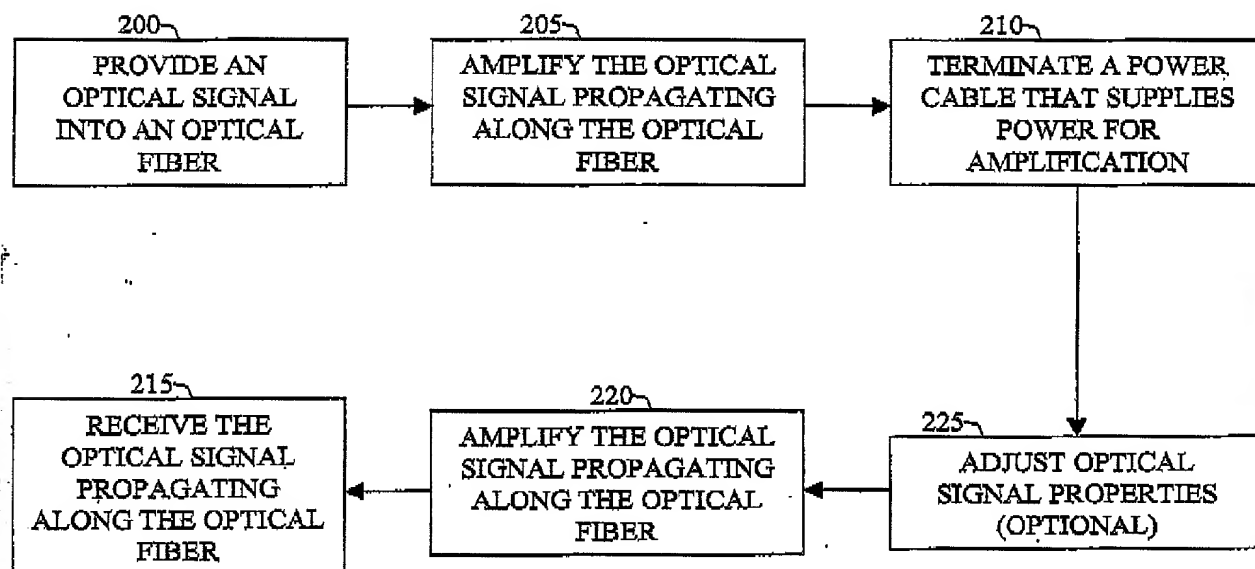 200
PROVIDE AN
OPTICAL SIGNAL
INTO AN OPTICAL
FIBER
205
AMPLIFY THE OPTICAL
SIGNAL PROPAGATING
ALONG THE OPTICAL
FIBER
210
TERMINATE A POWER
CABLE THAT SUPPLIES
POWER FOR
AMPLIFICATION
215
RECEIVE THE
OPTICAL SIGNAL
PROPAGATING
ALONG THE OPTICAL
FIBER
220
AMPLIFY THE OPTICAL
SIGNAL PROPAGATING
ALONG THE OPTICAL
FIBER
225
ADJUST OPTICAL
SIGNAL PROPERTIES
(OPTIONAL)